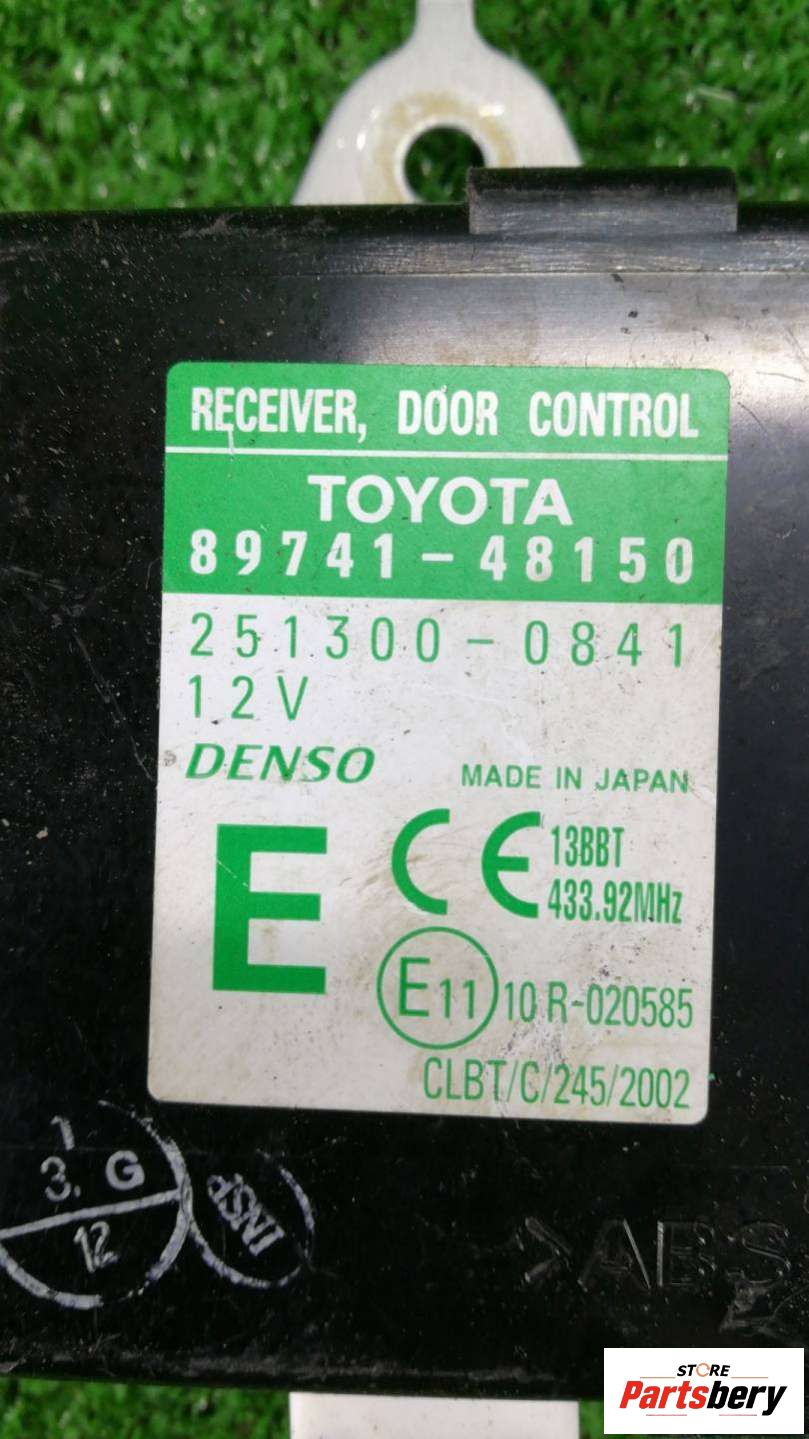 RECEIVER, DOOR CONTROL
TOYOTA
89741-48150
251300-0841
12V
DENSO MADE IN JAPAN
E CE 13BBT
433.92MHz
E11 10 R-020585
CLBT/C/245/2002
3. G
12
INSP
>ABS
STORE
Partsbery